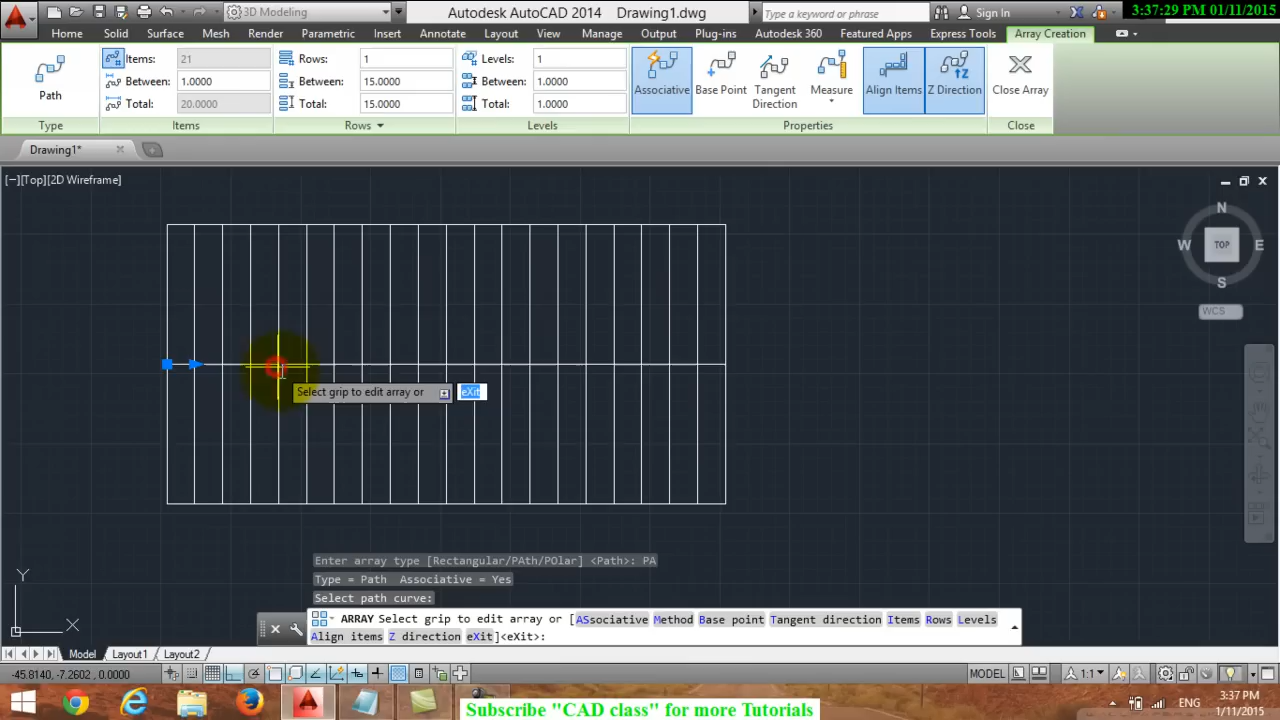 3D Modeling
Autodesk AutoCAD 2014 Drawing1.dwg
Type a keyword or phrase
Sign In
3:37:29 PM 01/11/2015
Home Solid Surface Mesh Render Parametric Insert Annotate Layout View Manage Output Plug-ins Autodesk 360 Featured Apps Express Tools Array Creation
Path
Items: 21
Between: 1.0000
Total: 20.0000
Rows: 1
Between: 15.0000
Total: 15.0000
Levels: 1
Between: 1.0000
Total: 1.0000
Associative Base Point Tangent Direction Measure Align Items Z Direction Close Array
Type Items Rows Levels Properties Close
Drawing1*
[−][Top][2D Wireframe]
N
W TOP E
S
WCS
Select grip to edit array or eXit
Enter array type [Rectangular/PAth/POlar] <Path>: PA
Type = Path Associative = Yes
Select path curve:
ARRAY Select grip to edit array or [ASsociative Method Base point Tangent direction Items Rows Levels
Align items Z direction eXit]<eXit>:
Y
X
Model Layout1 Layout2
-45.8140, -7.2602, 0.0000
MODEL
1:1
ENG
3:37 PM
1/11/2015
Subscribe "CAD class" for more Tutorials